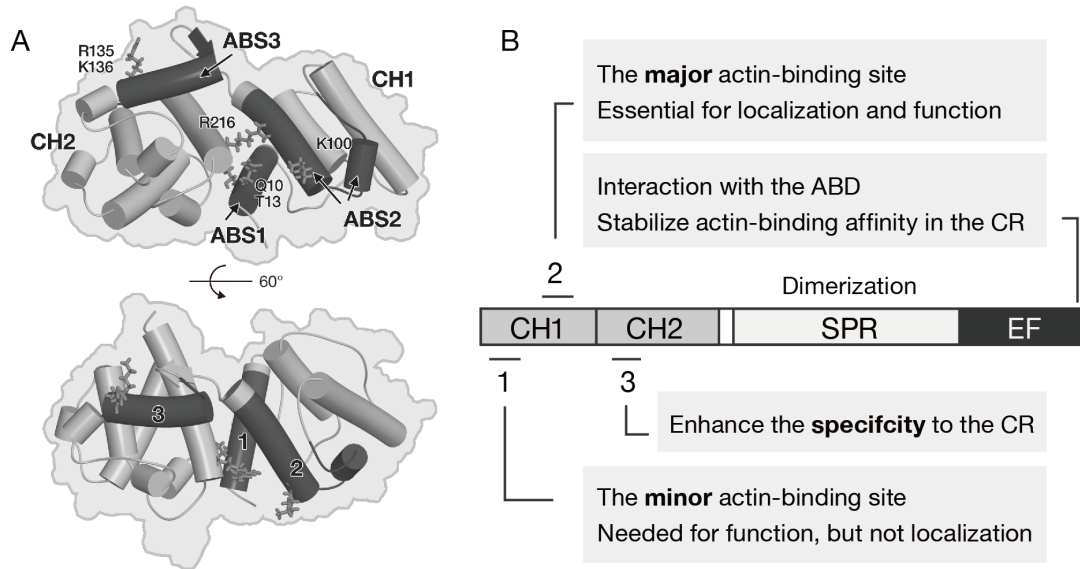 A
R135
K136
ABS3
CH1
CH2
R216
K100
Q10
T13
ABS2
ABS1
60°
3
1
2
B
The major actin-binding site
Essential for localization and function
Interaction with the ABD
Stabilize actin-binding affinity in the CR
2
Dimerization
CH1 CH2 SPR EF
1 3
Enhance the specifcity to the CR
The minor actin-binding site
Needed for function, but not localization